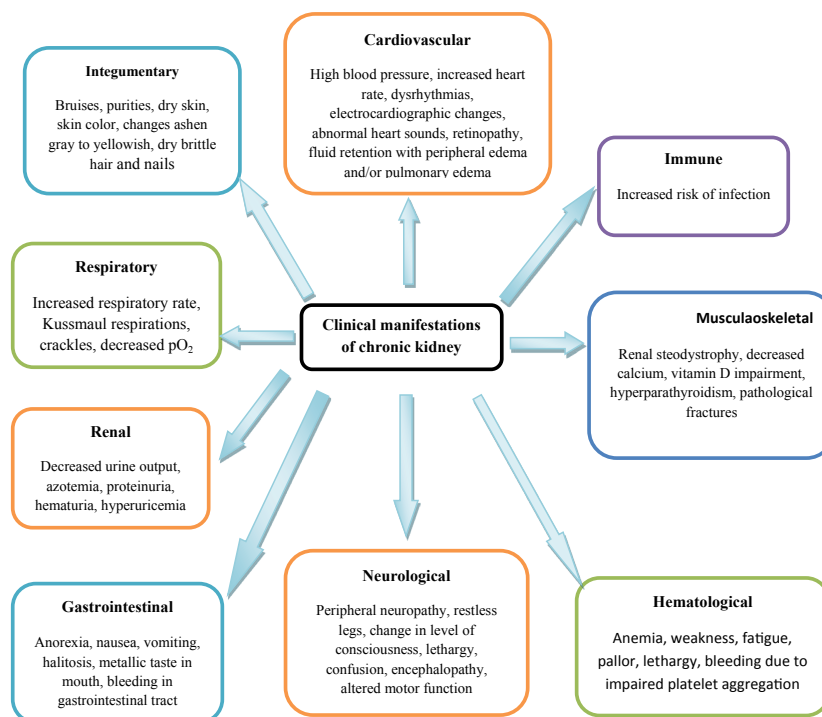 Cardiovascular
High blood pressure, increased heart
rate, dysrhythmias,
electrocardiographic changes,
abnormal heart sounds, retinopathy,
fluid retention with peripheral edema
and/or pulmonary edema
Integumentary
Bruises, purities, dry skin,
skin color, changes ashen
gray to yellowish, dry brittle
hair and nails
Immune
Increased risk of infection
Respiratory
Increased respiratory rate,
Kussmaul respirations,
crackles, decreased pO₂
Clinical manifestations
of chronic kidney
Musculaoskeletal
Renal steodystrophy, decreased
calcium, vitamin D impairment,
hyperparathyroidism, pathological
fractures
Renal
Decreased urine output,
azotemia, proteinuria,
hematuria, hyperuricemia
Gastrointestinal
Anorexia, nausea, vomiting,
halitosis, metallic taste in
mouth, bleeding in
gastrointestinal tract
Neurological
Peripheral neuropathy, restless
legs, change in level of
consciousness, lethargy,
confusion, encephalopathy,
altered motor function
Hematological
Anemia, weakness, fatigue,
pallor, lethargy, bleeding due to
impaired platelet aggregation